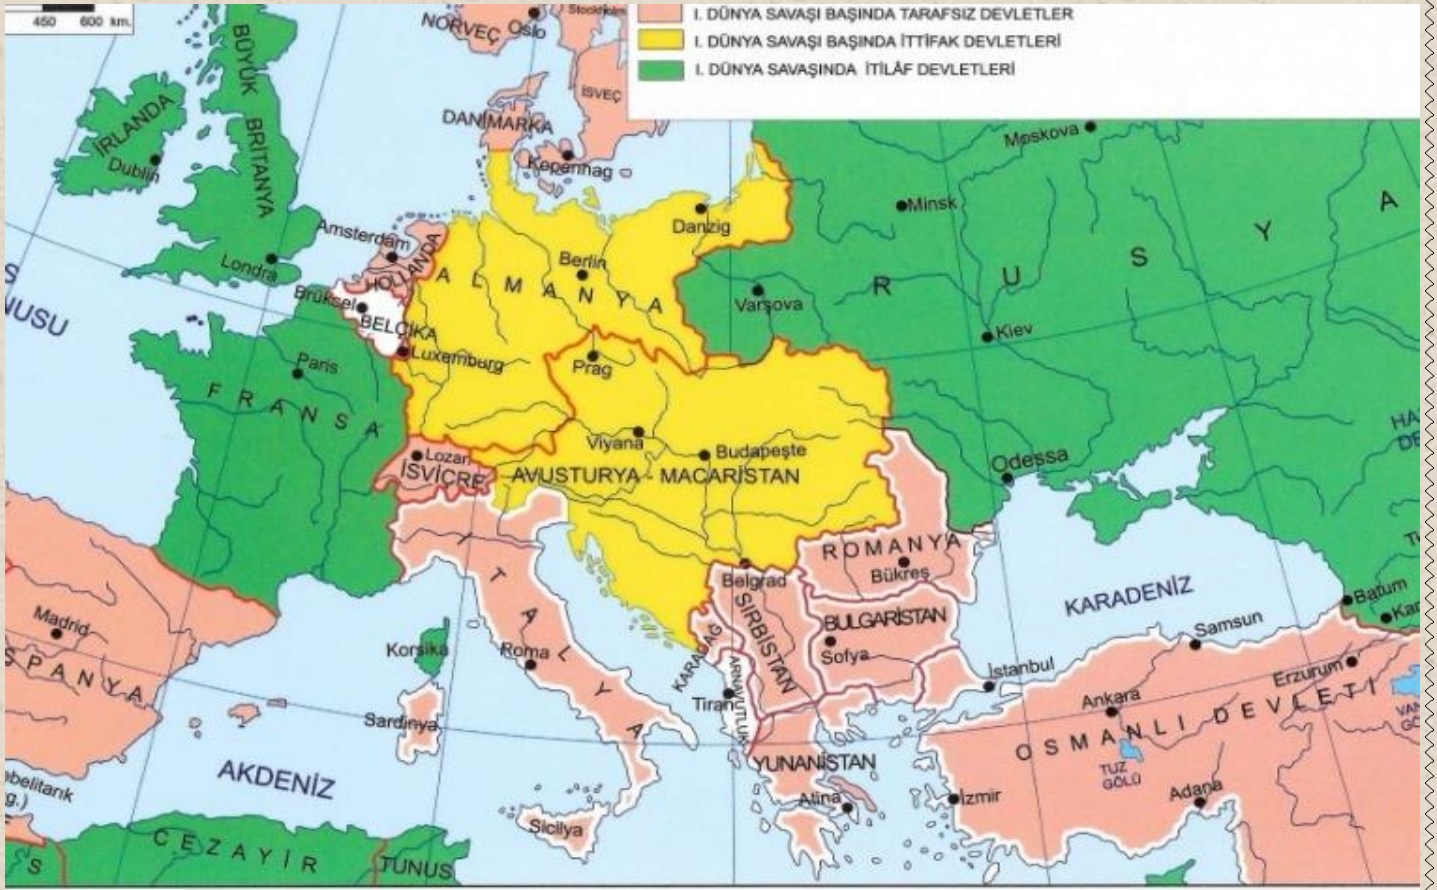 450 600 km.
I. DÜNYA SAVAŞI BAŞINDA TARAFSIZ DEVLETLER
I. DÜNYA SAVAŞI BAŞINDA İTTİFAK DEVLETLERİ
I. DÜNYA SAVAŞINDA İTİLÂF DEVLETLERİ
NORVEÇ
Oslo
Stockholm
İSVEÇ
DANİMARKA
Kepenhag
BÜYÜK BRİTANYA
İRLANDA
Dublin
Londra
Moskova
Minsk
RUSYA
Danzig
Amsterdam
HOLLANDA
Berlin
ALMANYA
Varşova
Brüksel
BELÇİKA
Luxemburg
Kiev
Paris
FRANSA
Prag
Viyana
Budapeşte
AVUSTURYA - MACARİSTAN
Lozan
İSVİÇRE
Odessa
ROMANYA
Bükreş
Belgrad
SIRBİSTAN
BULGARİSTAN
Sofya
KARADAĞ
ARNAVUTLUK
Tiran
KARADENİZ
Batum
Samsun
İstanbul
Erzurum
Ankara
OSMANLI DEVLETİ
TUZ
GÖLÜ
Adana
İzmir
YUNANİSTAN
Atina
İTALYA
Roma
Korsika
Sardinya
Sicilya
Madrid
SPANYA
AKDENİZ
CEZAYİR
TUNUS
S